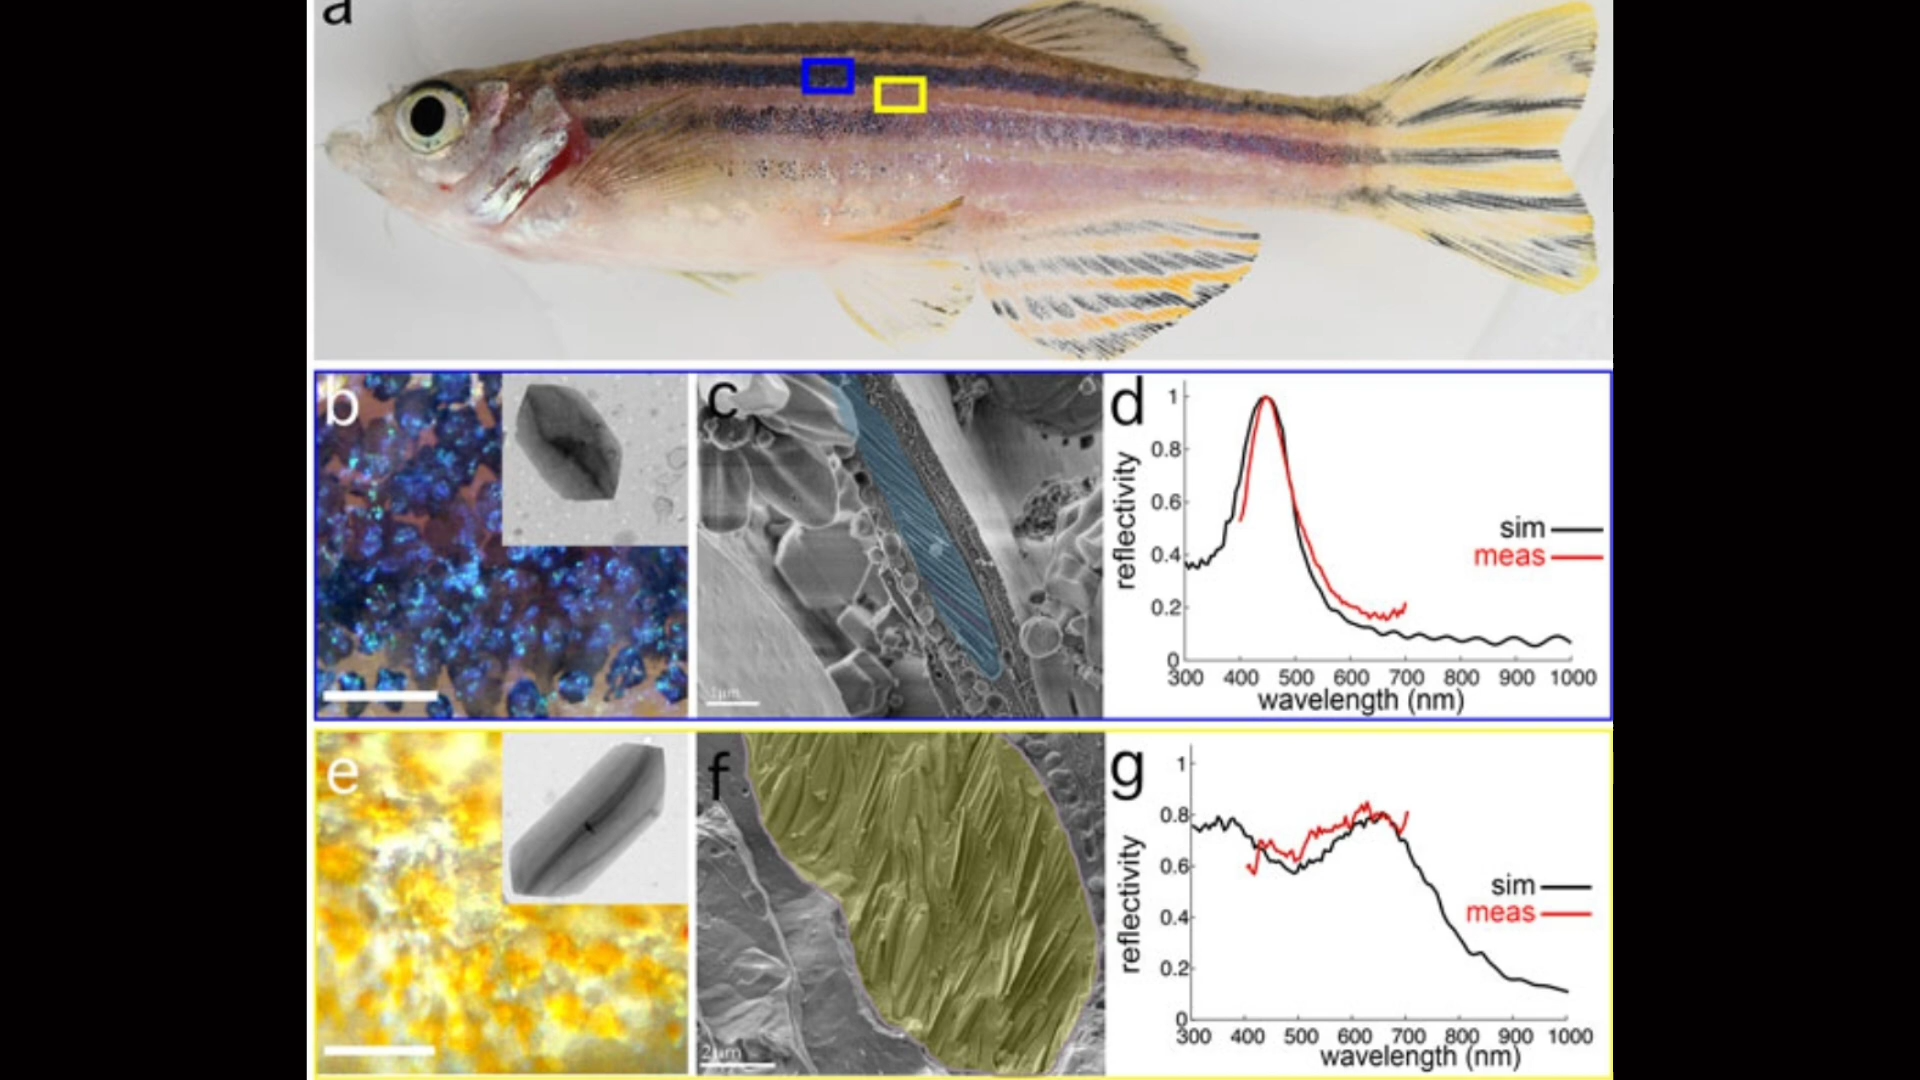 a
b
c
1μm
d
reflectivity
1
0.8
0.6
0.4
0.2
0
300 400 500 600 700 800 900 1000
wavelength (nm)
sim
meas
e
f
2μm
g
reflectivity
1
0.8
0.6
0.4
0.2
0
300 400 500 600 700 800 900 1000
wavelength (nm)
sim
meas